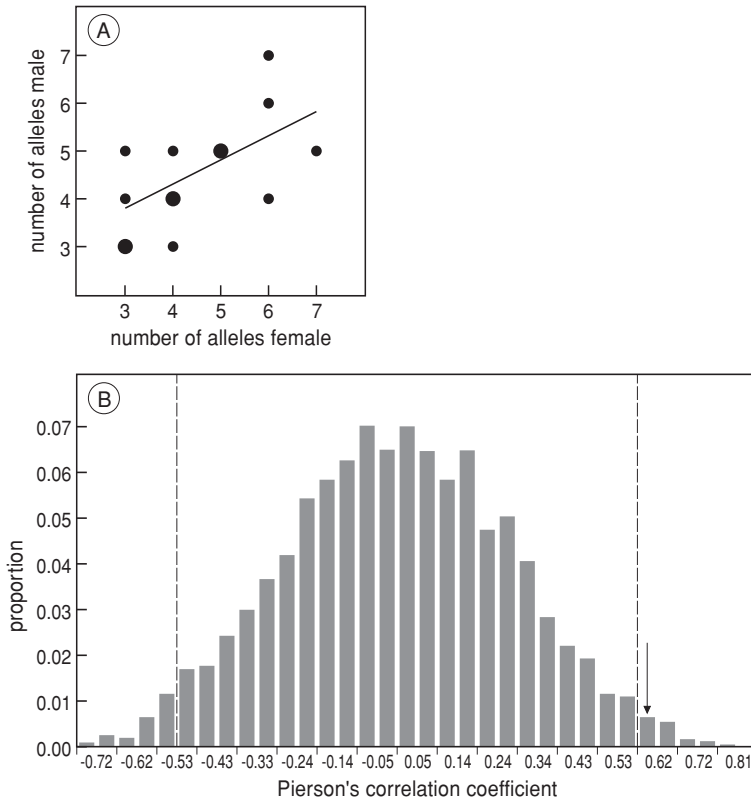 A
number of alleles male
7
6
5
4
3
3 4 5 6 7
number of alleles female
B
proportion
0.07
0.06
0.05
0.04
0.03
0.02
0.01
0.00
-0.72 -0.62 -0.53 -0.43 -0.33 -0.24 -0.14 -0.05 0.05 0.14 0.24 0.34 0.43 0.53 0.62 0.72 0.81
Pierson's correlation coefficient